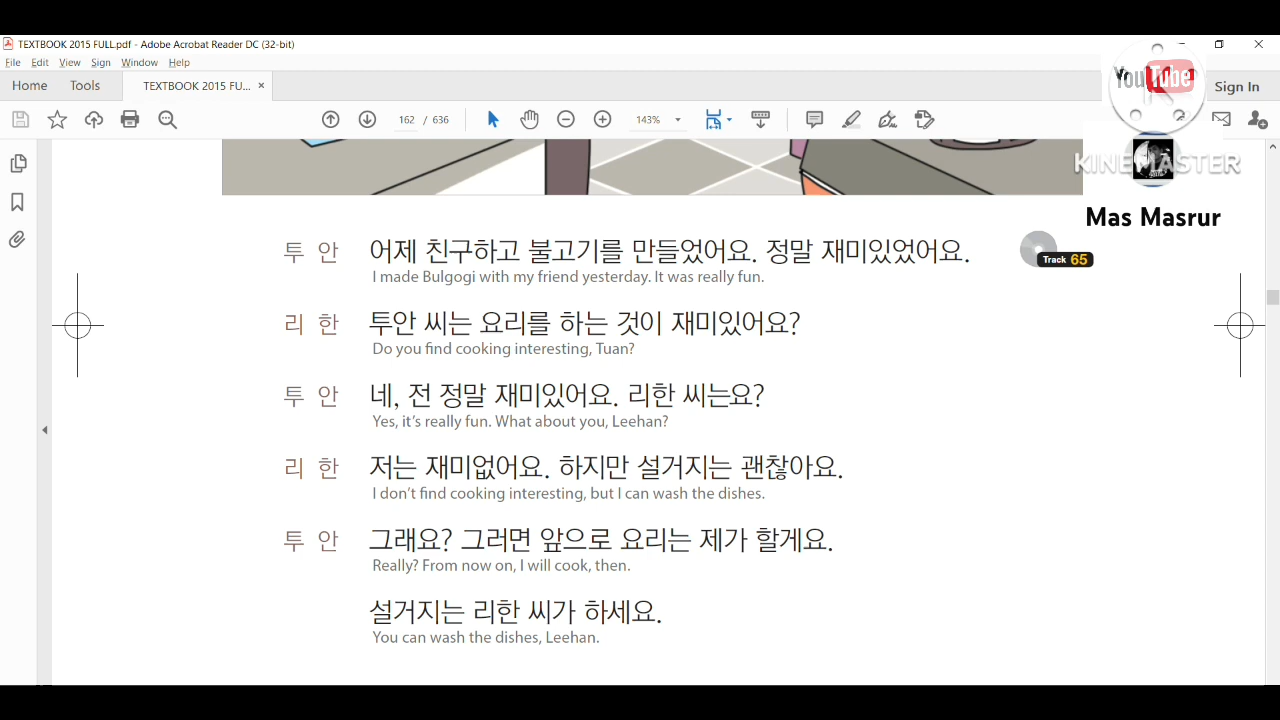 TEXTBOOK 2015 FULL.pdf - Adobe Acrobat Reader DC (32-bit)
File Edit View Sign Window Help
Home Tools TEXTBOOK 2015 FU... × Sign In
162 / 636 143%
YouTube
KINEMASTER
Mas Masrur
투 안 어제 친구하고 불고기를 만들었어요. 정말 재미있었어요.
Track 65
I made Bulgogi with my friend yesterday. It was really fun.
리 한 투안 씨는 요리를 하는 것이 재미있어요?
Do you find cooking interesting, Tuan?
투 안 네, 전 정말 재미있어요. 리한 씨는요?
Yes, it's really fun. What about you, Leehan?
리 한 저는 재미없어요. 하지만 설거지는 괜찮아요.
I don't find cooking interesting, but I can wash the dishes.
투 안 그래요? 그러면 앞으로 요리는 제가 할게요.
Really? From now on, I will cook, then.
설거지는 리한 씨가 하세요.
You can wash the dishes, Leehan.